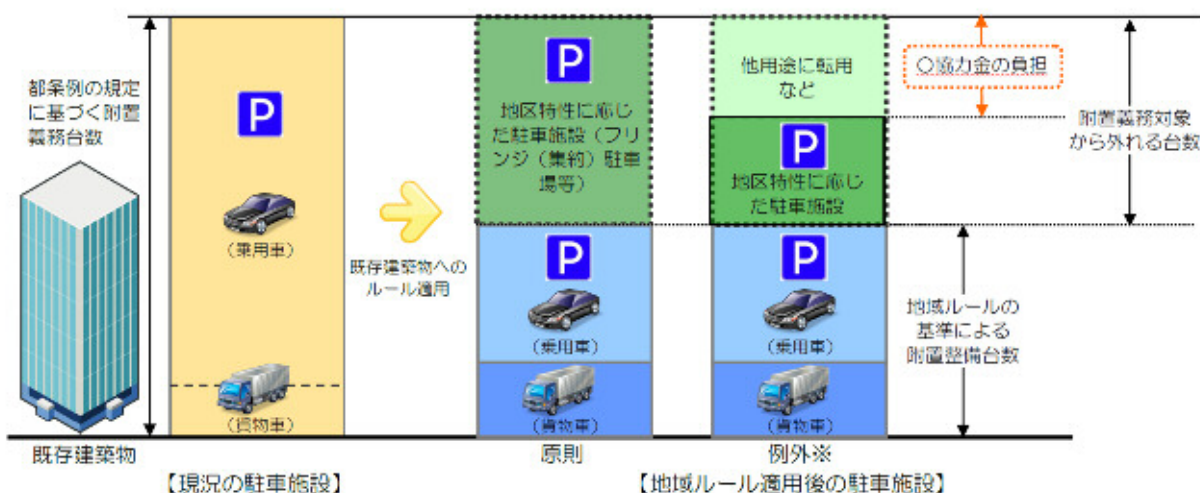 都条例の規定
に基づく附置
義務台数
既存建築物
P
(乗用車)
(貨物車)
【現況の駐車施設】
既存建築物への
ルール適用
P
地区特性に応じ
た駐車施設(フリ
ンジ(集約)駐車
場等)
P
(乗用車)
(貨物車)
原則
他用途に転用
など
P
地区特性に応じ
た駐車施設
P
(乗用車)
(貨物車)
例外※
【地域ルール適用後の駐車施設】
○協力金の負担
附置義務対象
から外れる台数
地域ルールの
基準による
附置整備台数